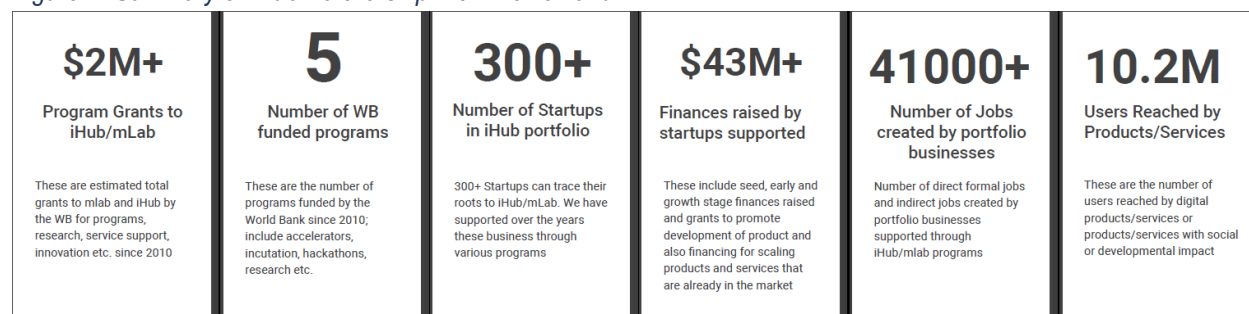 $2M+
Program Grants to
iHub/mLab
These are estimated total
grants to mlab and iHub by
the WB for programs,
research, service support,
innovation etc. since 2010
5
Number of WB
funded programs
These are the number of
programs funded by the
World Bank since 2010;
include accelerators,
incutation, hackathons,
research etc.
300+
Number of Startups
in iHub portfolio
300+ Startups can trace their
roots to iHub/mLab. We have
supported over the years
these business through
various programs
$43M+
Finances raised by
startups supported
These include seed, early and
growth stage finances raised
and grants to promote
development of product and
also financing for scaling
products and services that
are already in the market
41000+
Number of Jobs
created by portfolio
businesses
Number of direct formal jobs
and indirect jobs created by
portfolio businesses
supported through
iHub/mlab programs
10.2M
Users Reached by
Products/Services
These are the number of
users reached by digital
products/services or
products/services with social
or developmental impact